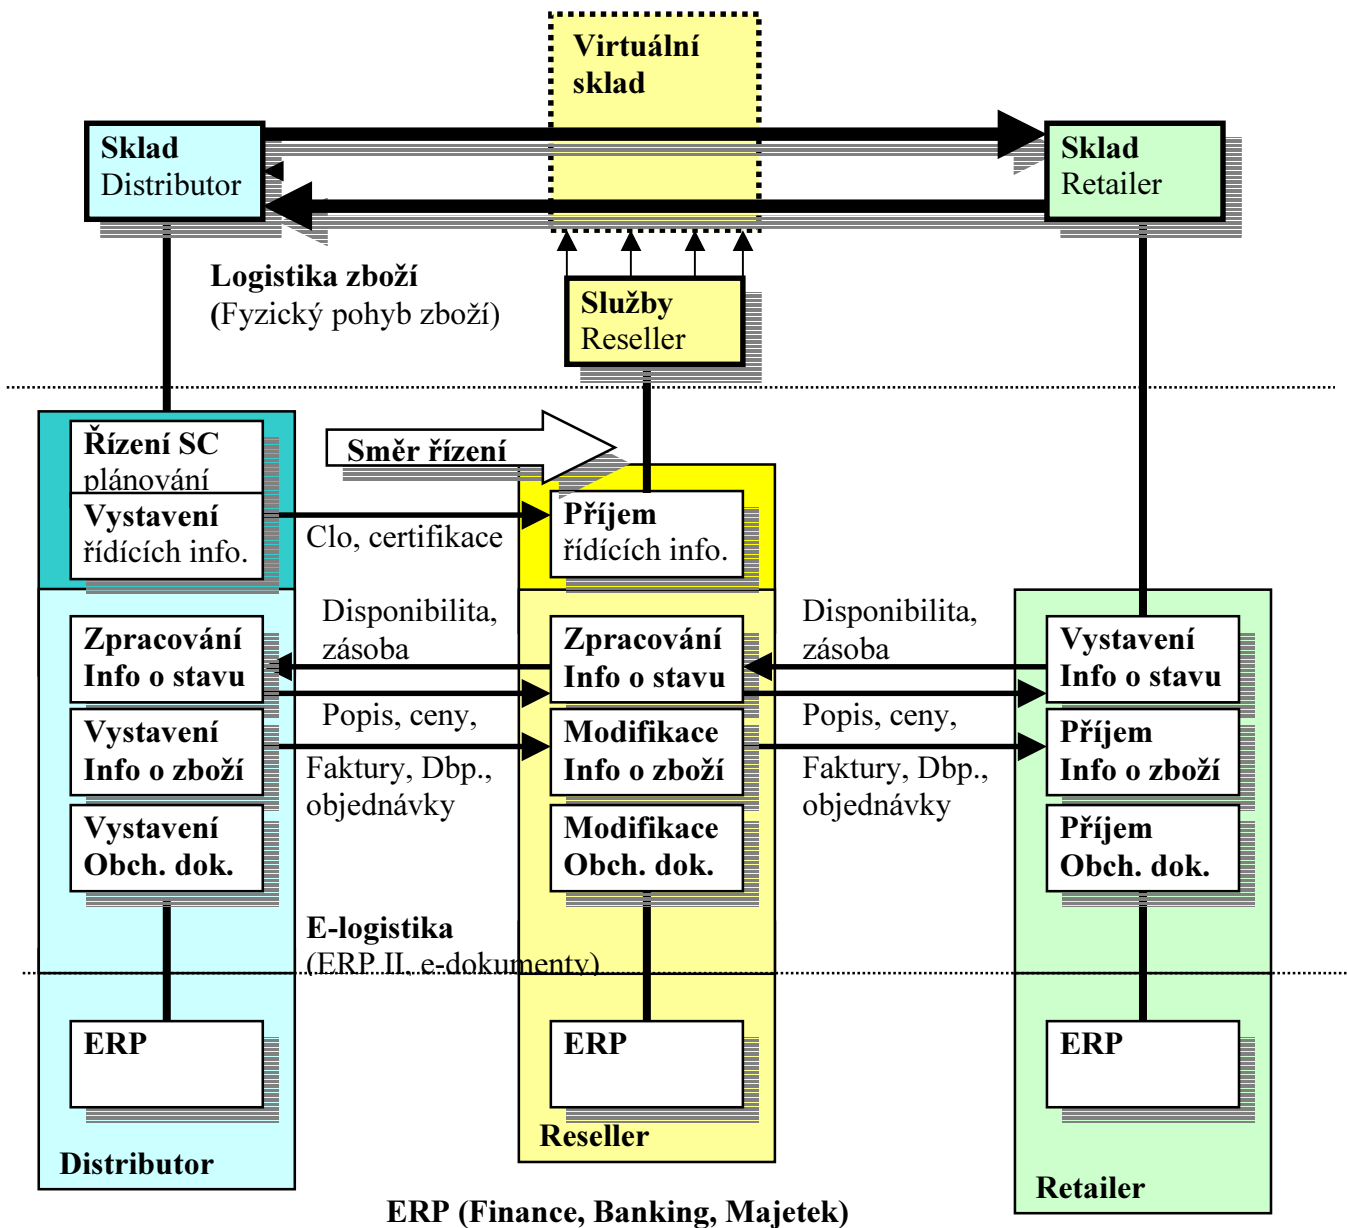 Virtuální
sklad
Sklad
Distributor
Sklad
Retailer
Logistika zboží
(Fyzický pohyb zboží)
Služby
Reseller
Řízení SC
plánování
Směr řízení
Vystavení
řídících info.
Clo, certifikace
Příjem
řídících info.
Zpracování
Info o stavu
Disponibilita,
zásoba
Zpracování
Info o stavu
Disponibilita,
zásoba
Vystavení
Info o stavu
Vystavení
Info o zboží
Popis, ceny,
Modifikace
Info o zboží
Popis, ceny,
Příjem
Info o zboží
Faktury, Dbp.,
objednávky
Faktury, Dbp.,
objednávky
Vystavení
Obch. dok.
Modifikace
Obch. dok.
Příjem
Obch. dok.
E-logistika
(ERP II, e-dokumenty)
ERP
ERP
ERP
Distributor
Reseller
Retailer
ERP (Finance, Banking, Majetek)